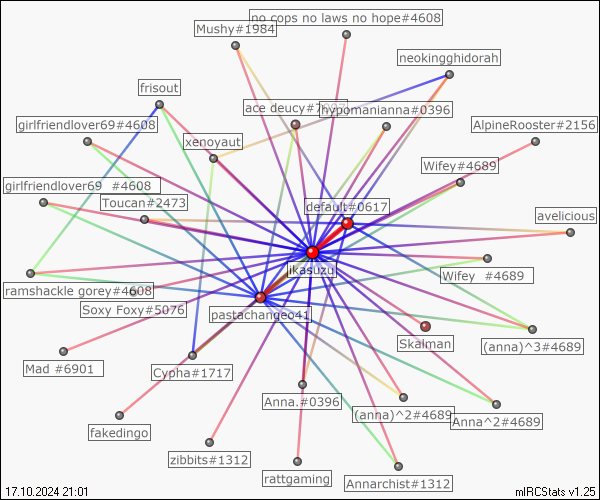 no cops no laws no hope#4608
Mushy#1984
neokingghidorah
frisout
ace deucy#7
hypomanianna#0396
girlfriendlover69#4608
AlpineRooster#2156
xenoyaut
Wifey#4689
girlfriendlover69 #4608
Toucan#2473
default#0617
avelicious
jikasuzu
Wifey #4689
ramshackle gorey#4608
Soxy Foxy#5076
pastachangeo41
Skalman
(anna)^3#4689
Mad #6901
Cypha#1717
Anna.#0396
(anna)^2#4689
Anna^2#4689
fakedingo
zibbits#1312
rattgaming
Annarchist#1312
17.10.2024 21:01
mIRCStats v1.25